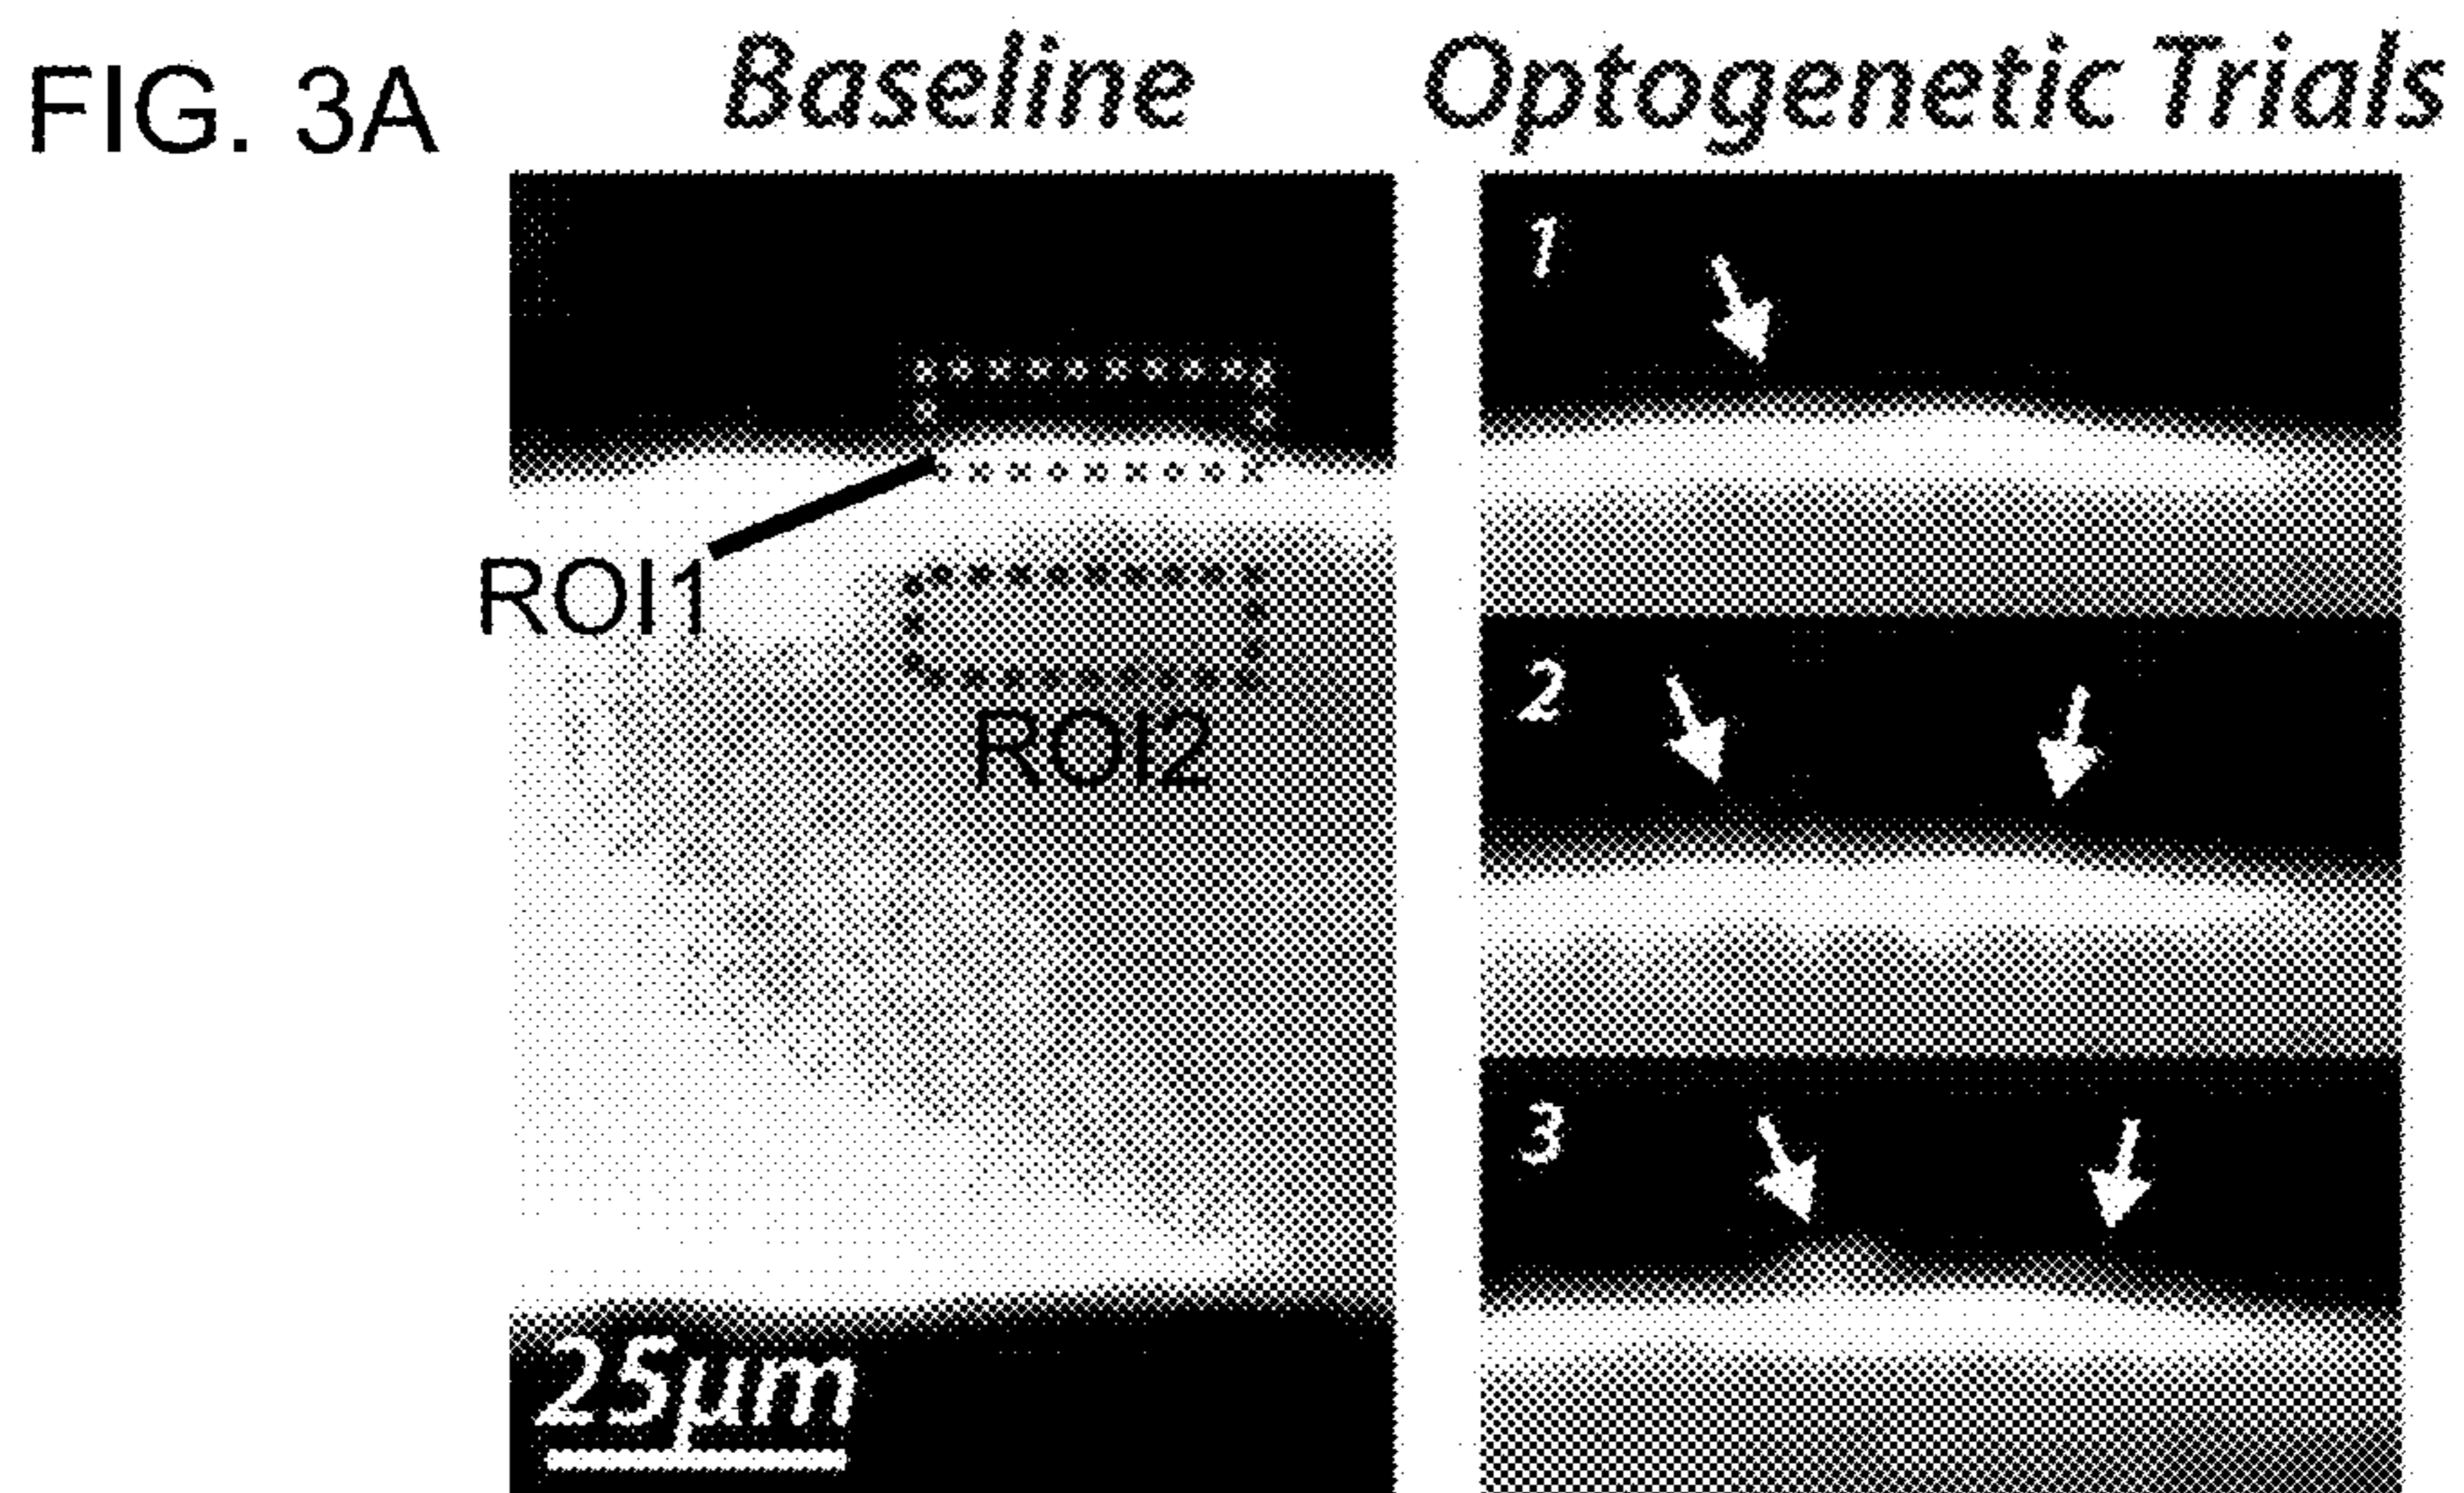 FIG. 3A
Baseline
Optogenetic Trials
ROI1
ROI2
25µm
1
2
3